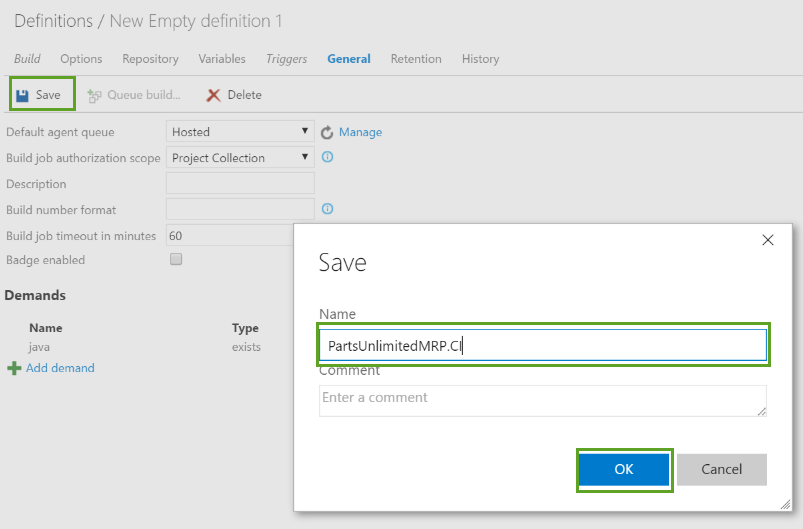 Definitions / New Empty definition 1
Build Options Repository Variables Triggers General Retention History
Save Queue build... Delete
Default agent queue Hosted Manage
Build job authorization scope Project Collection
Description
Build number format
Build job timeout in minutes 60
Badge enabled
Demands
Name Type
java exists
Add demand
Save
Name
PartsUnlimitedMRP.CI
Comment
Enter a comment
OK Cancel